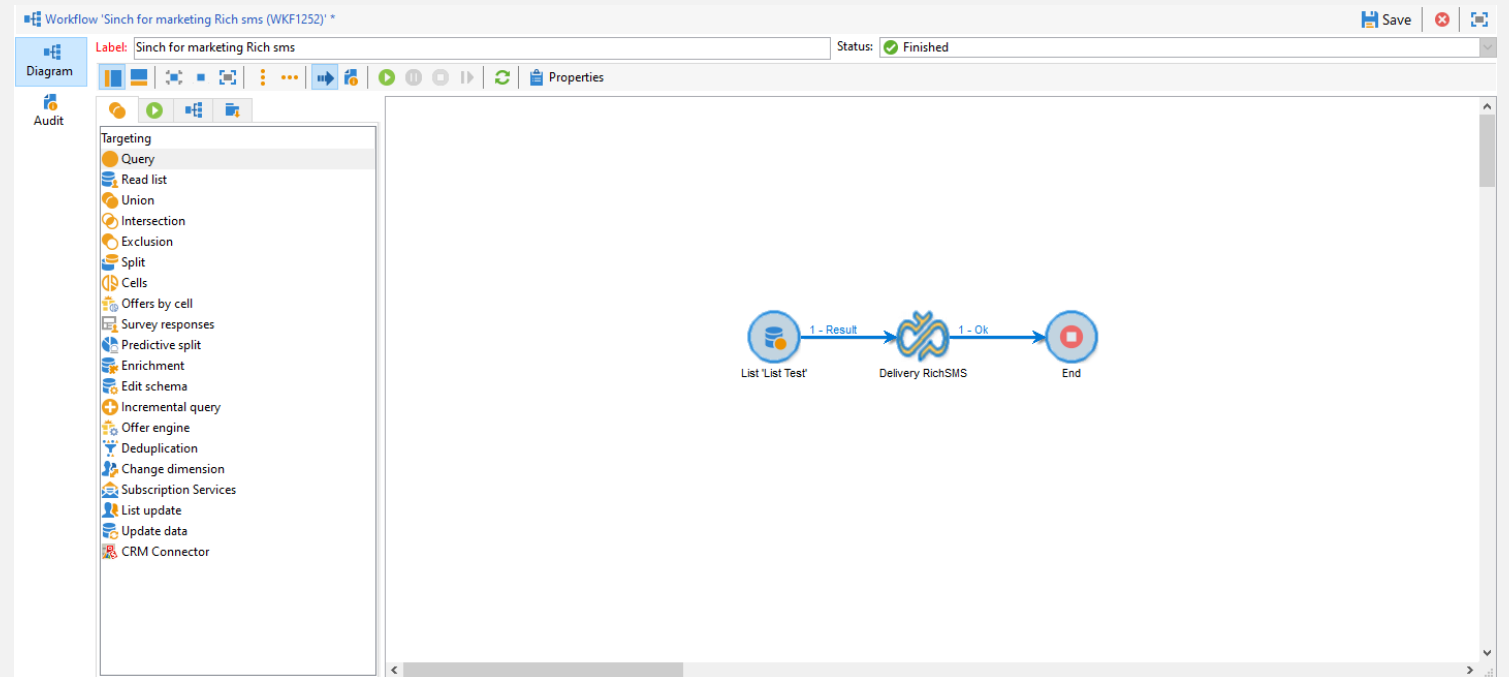 Workflow 'Sinch for marketing Rich sms (WKF1252)' *
Save
Diagram
Audit
Label: Sinch for marketing Rich sms
Status: Finished
Properties
Targeting
Query
Read list
Union
Intersection
Exclusion
Split
Cells
Offers by cell
Survey responses
Predictive split
Enrichment
Edit schema
Incremental query
Offer engine
Deduplication
Change dimension
Subscription Services
List update
Update data
CRM Connector
1 - Result
1 - Ok
List 'List Test'
Delivery RichSMS
End